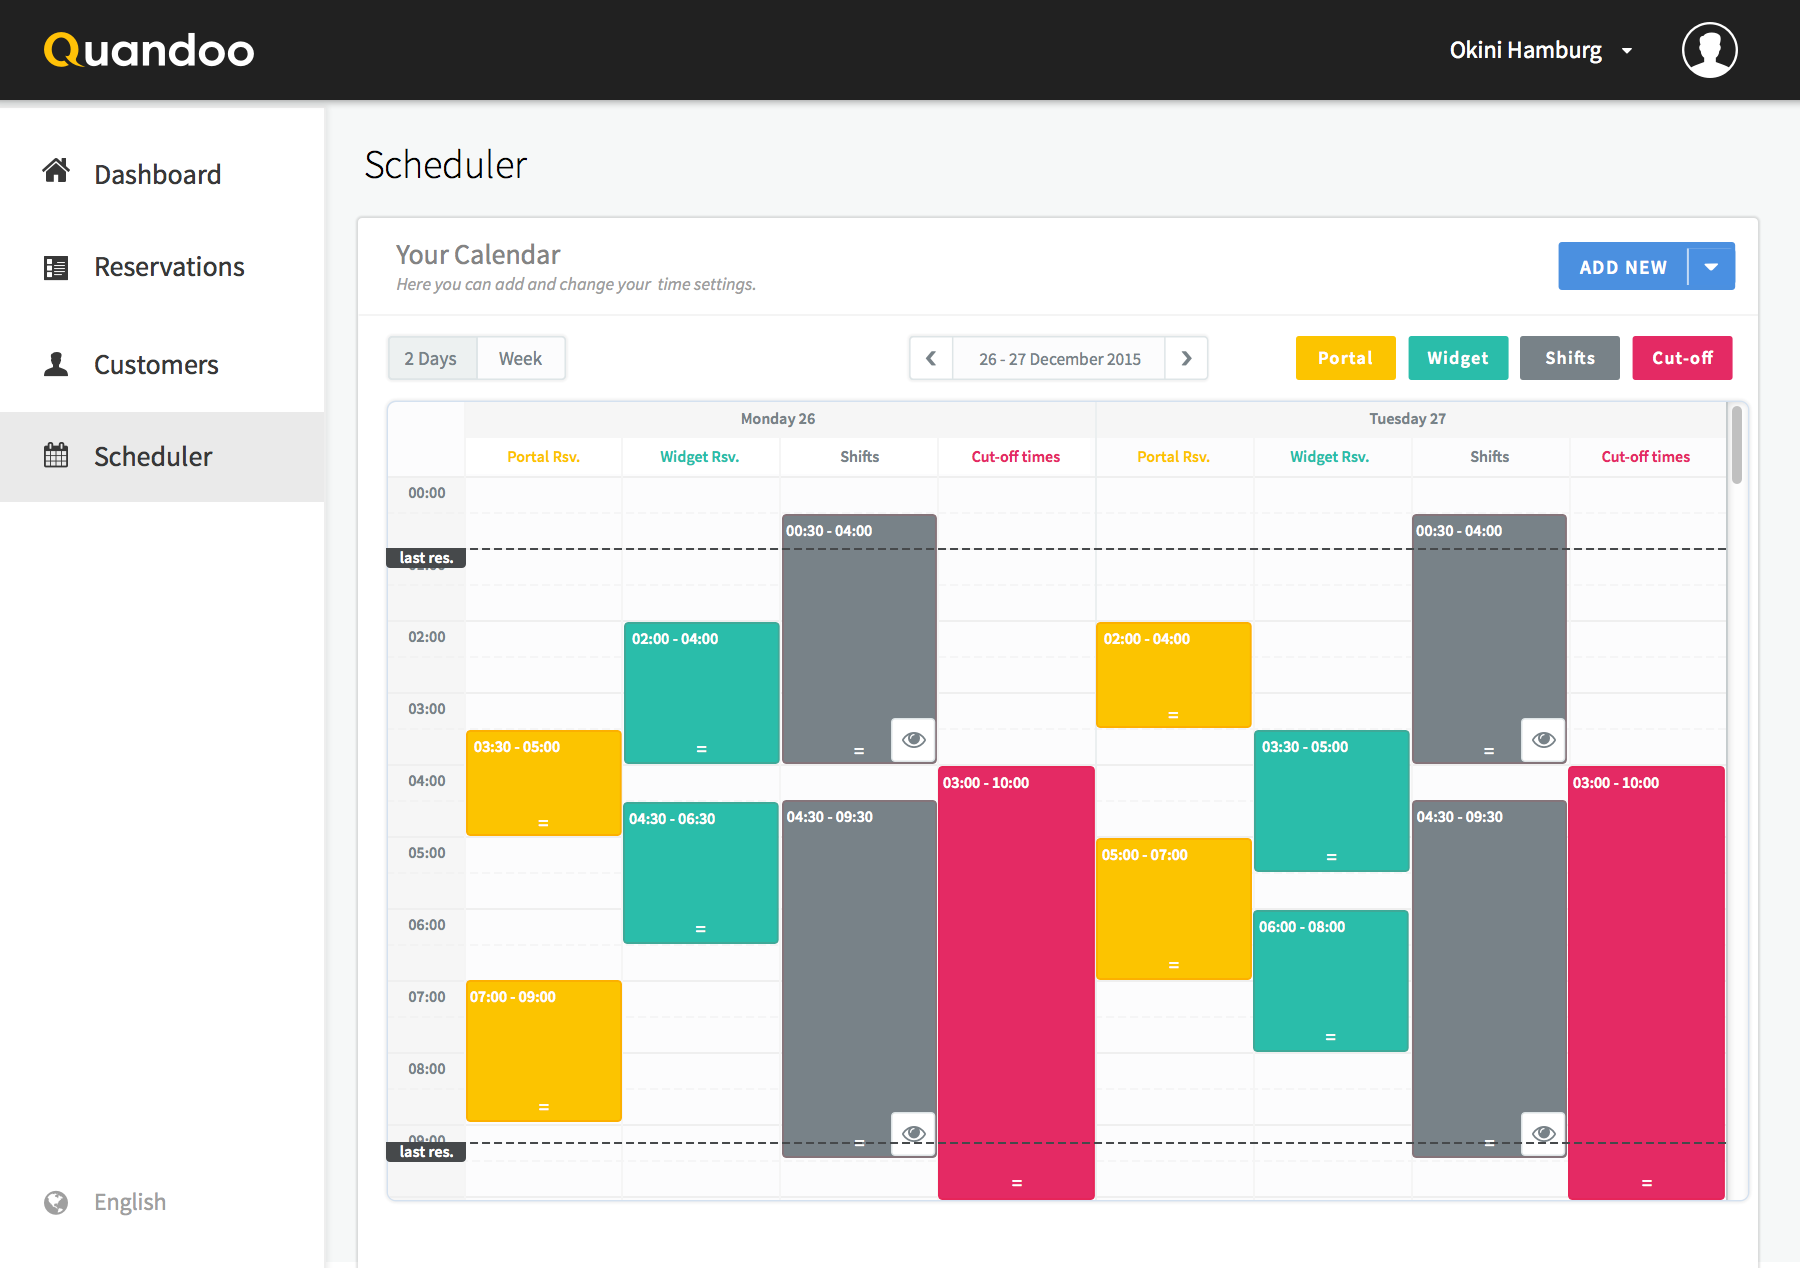 Quandoo
Okini Hamburg
Dashboard
Reservations
Customers
Scheduler
English
Scheduler
Your Calendar
Here you can add and change your time settings.
ADD NEW
2 Days
Week
26 - 27 December 2015
Portal
Widget
Shifts
Cut-off
Monday 26
Tuesday 27
Portal Rsv.
Widget Rsv.
Shifts
Cut-off times
Portal Rsv.
Widget Rsv.
Shifts
Cut-off times
00:00
00:30 - 04:00
00:30 - 04:00
last res.
02:00
02:00 - 04:00
02:00 - 04:00
03:00
=
=
03:30 - 05:00
=
=
03:30 - 05:00
=
04:00
03:00 - 10:00
03:00 - 10:00
=
04:30 - 06:30
04:30 - 09:30
04:30 - 09:30
05:00
05:00 - 07:00
=
06:00
=
06:00 - 08:00
=
07:00
07:00 - 09:00
=
08:00
=
09:00
=
=
last res.
=
=